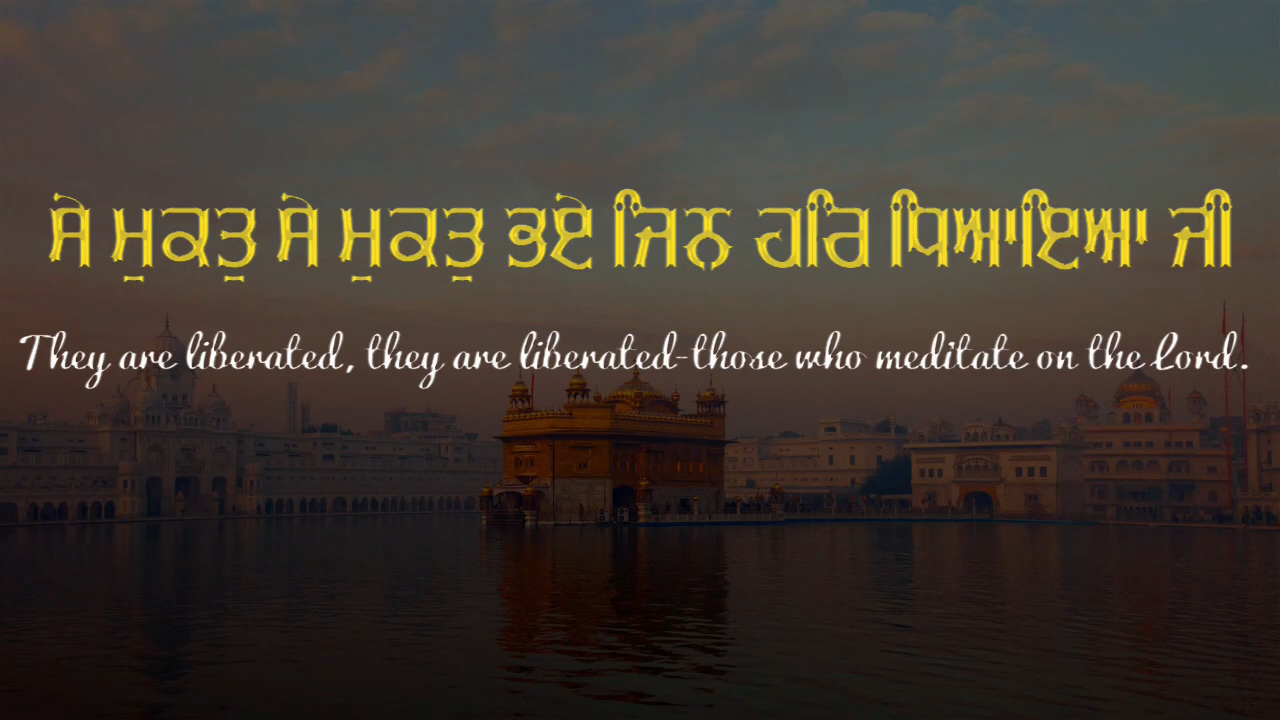 ਸੇ ਮੁਕਤੁ ਸੇ ਮੁਕਤੁ ਭਏ ਜਿਨ ਹਰਿ ਧਿਆਇਆ ਜੀ
They are liberated, they are liberated-those who meditate on the Lord.